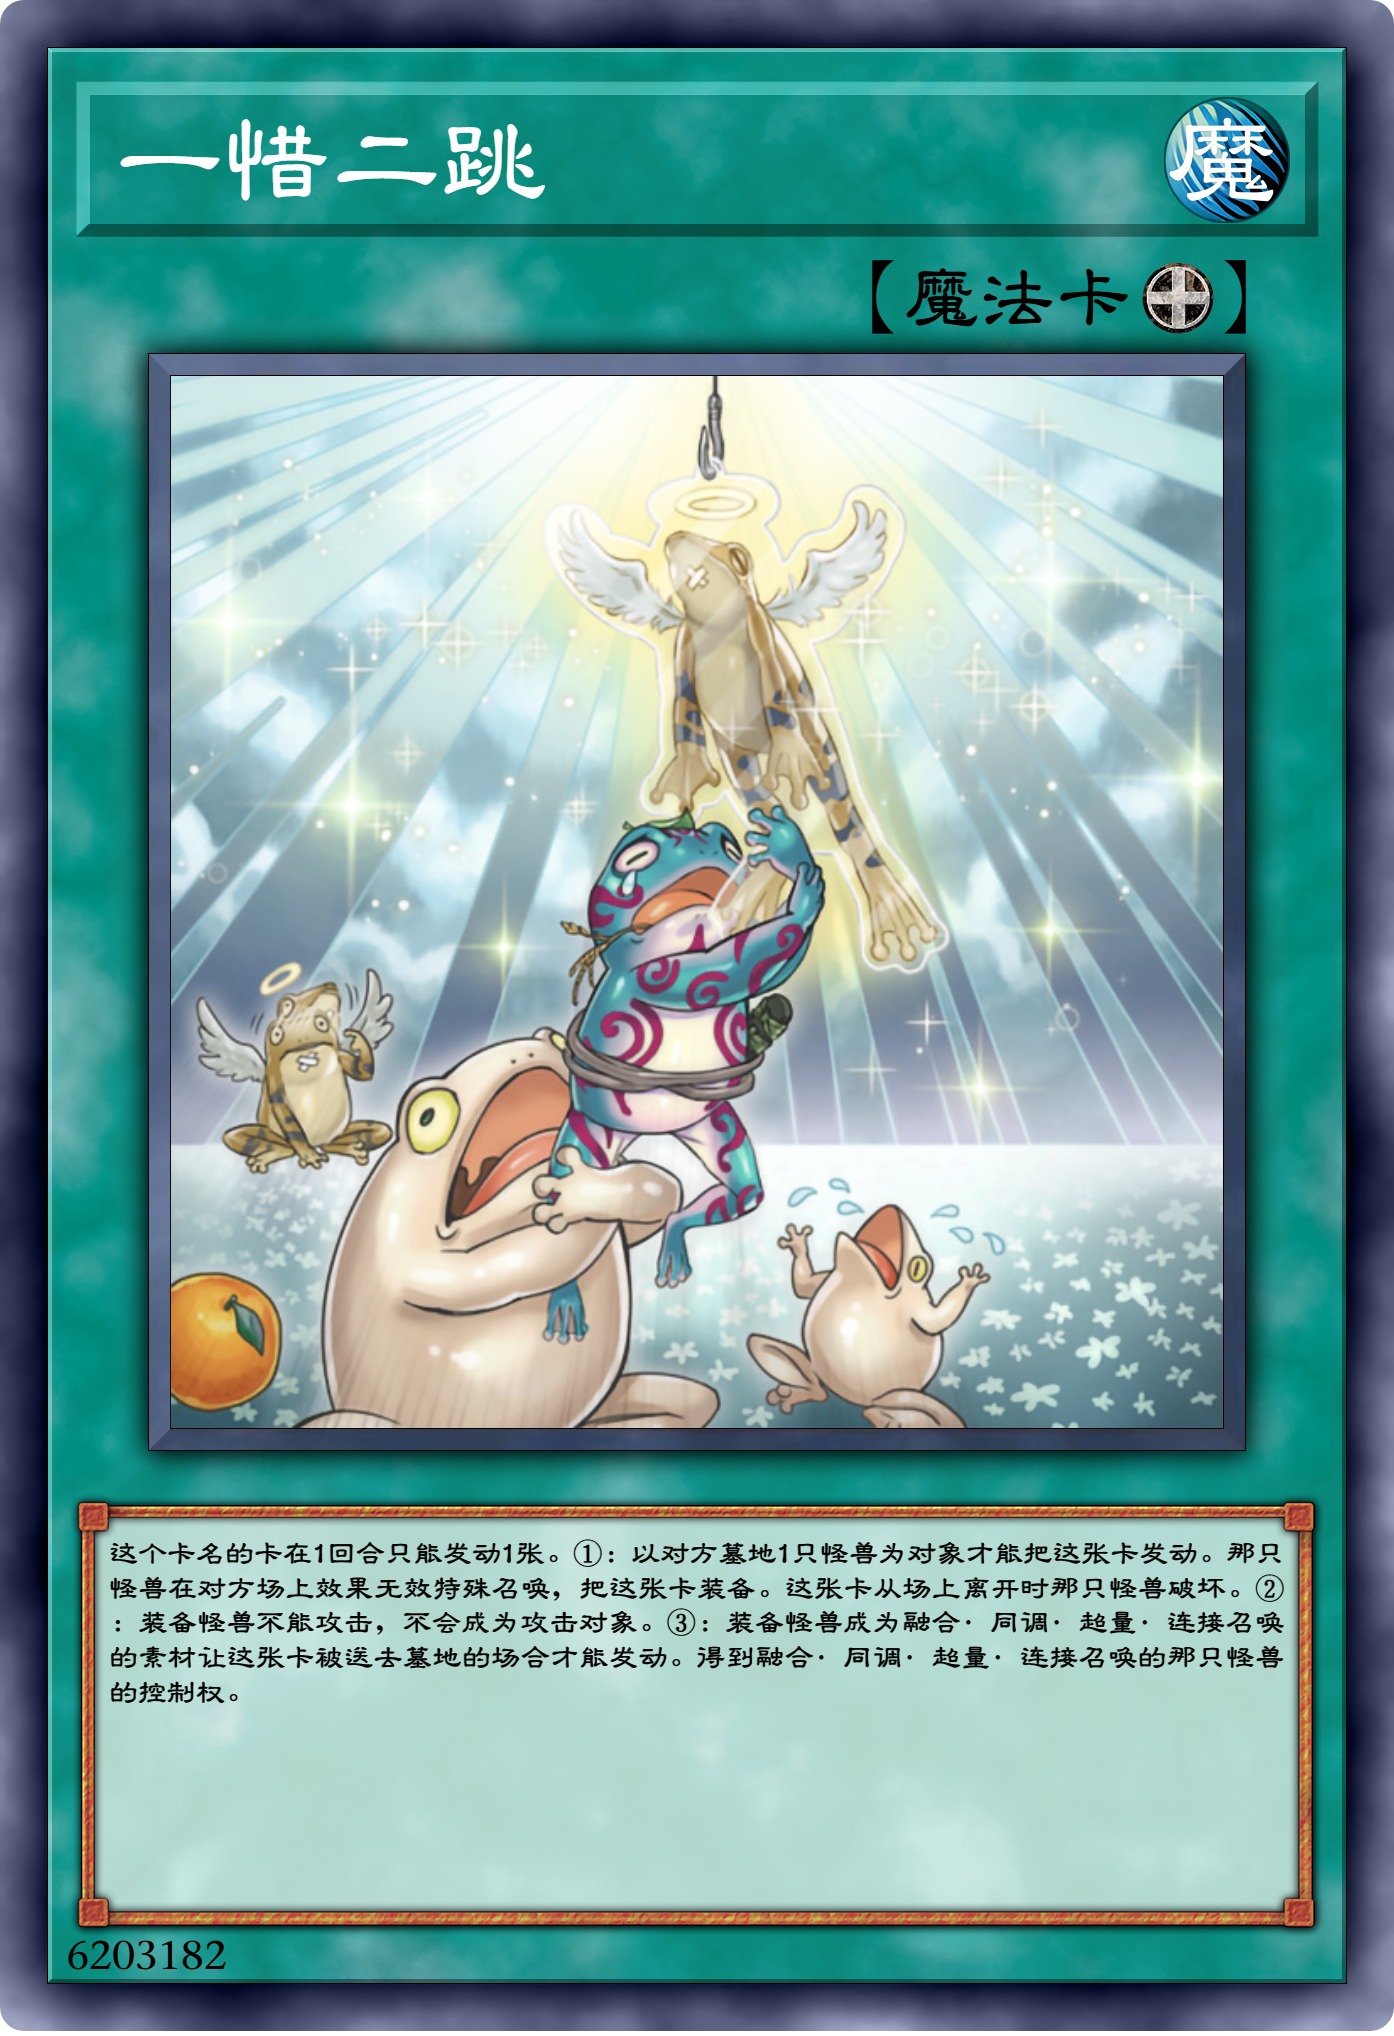 一惜二跳
魔
【魔法卡】
这个卡名的卡在1回合只能发动1张。①：以对方墓地1只怪兽为对象才能把这张卡发动。那只
怪兽在对方场上效果无效特殊召唤，把这张卡装备。这张卡从场上离开时那只怪兽破坏。②
：装备怪兽不能攻击，不会成为攻击对象。③：装备怪兽成为融合·同调·超量·连接召唤
的素材让这张卡被送去墓地的场合才能发动。得到融合·同调·超量·连接召唤的那只怪兽
的控制权。
6203182